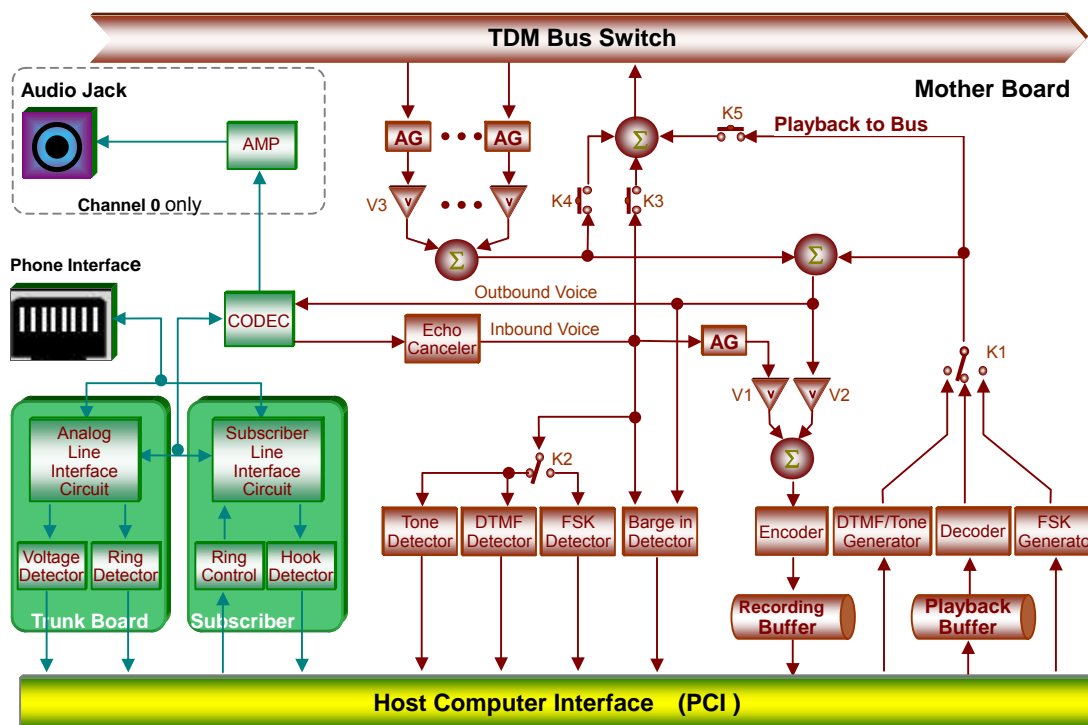 TDM Bus Switch
Mother Board
Audio Jack
AMP
Channel 0 only
AG
AG
V3
v
v
Σ
Σ
K5
Playback to Bus
K4
K3
Σ
Phone Interface
CODEC
Outbound Voice
Inbound Voice
Echo
Canceler
AG
V1
v
v
V2
K1
Σ
K2
Analog
Line
Interface
Circuit
Subscriber
Line
Interface
Circuit
Voltage
Detector
Ring
Detector
Ring
Control
Hook
Detector
Trunk Board
Subscriber
Tone
Detector
DTMF
Detector
FSK
Detector
Barge in
Detector
Encoder
DTMF/Tone
Generator
Decoder
FSK
Generato
Recording
Buffer
Playback
Buffer
Host Computer Interface (PCI )